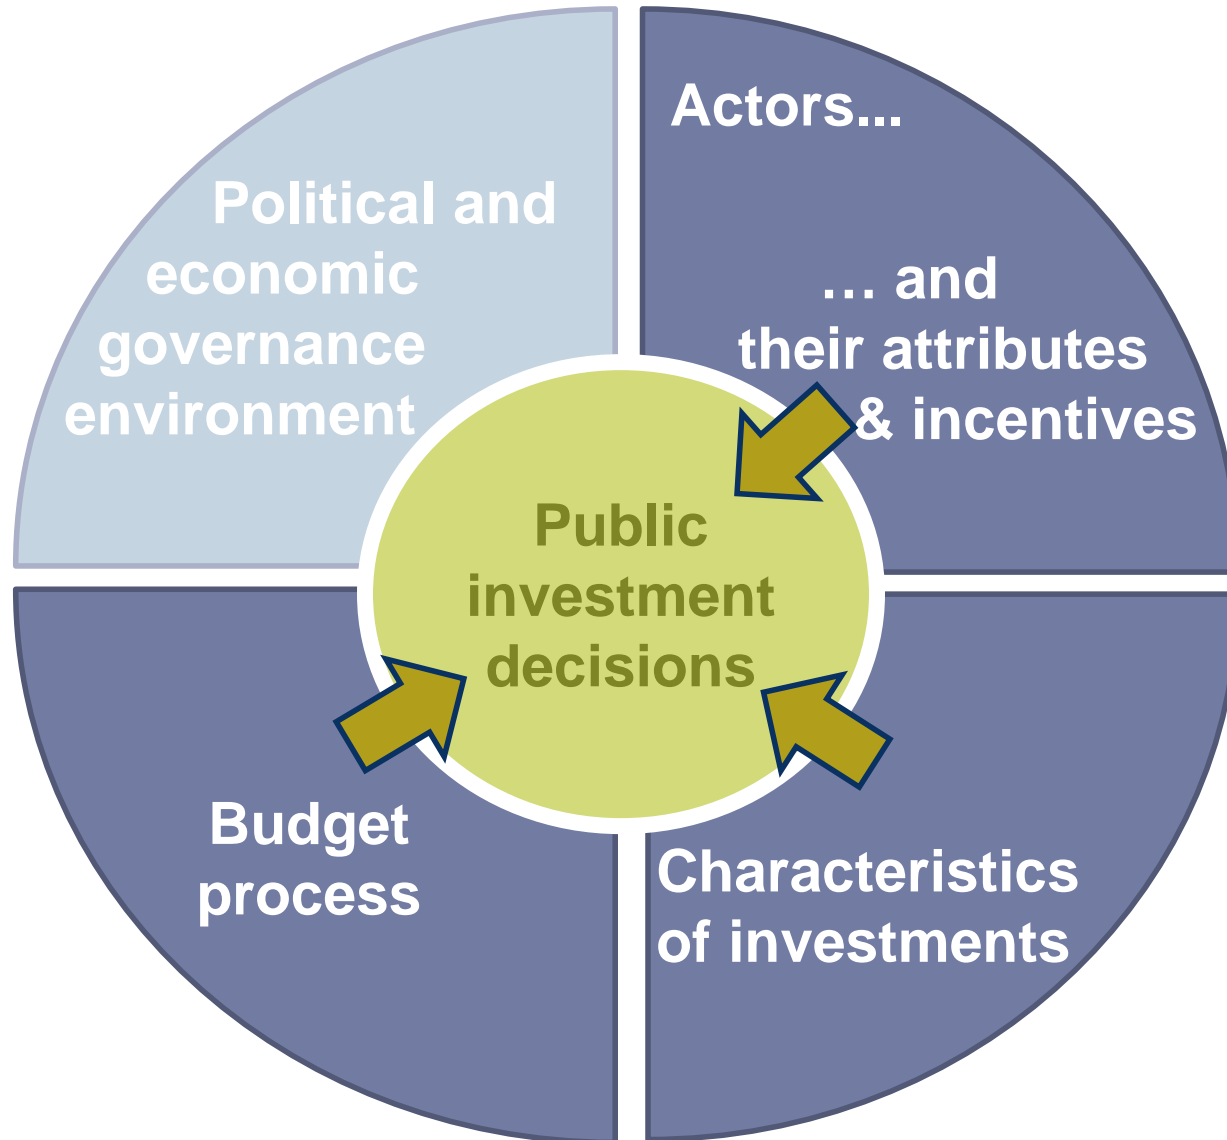 Political and
economic
governance
environment
Actors...
… and
their attributes
& incentives
Public
investment
decisions
Budget
process
Characteristics
of investments